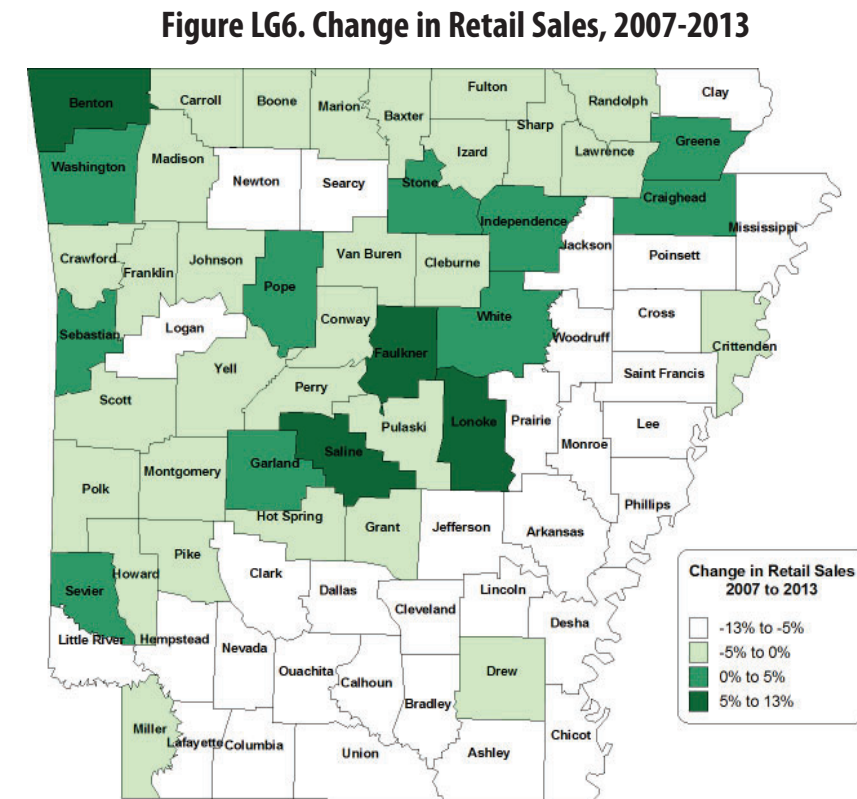 Figure LG6. Change in Retail Sales, 2007-2013
Benton
Carroll
Boone
Marion
Baxter
Fulton
Sharp
Randolph
Clay
Washington
Madison
Newton
Searcy
Stone
Izard
Lawrence
Greene
Craighead
Mississippi
Independence
Jackson
Poinsett
Crawford
Franklin
Johnson
Pope
Van Buren
Cleburne
White
Woodruff
Cross
Crittenden
Sebastian
Logan
Conway
Faulkner
Saint Francis
Scott
Yell
Perry
Pulaski
Lonoke
Prairie
Monroe
Lee
Phillips
Polk
Montgomery
Garland
Saline
Hot Spring
Grant
Jefferson
Arkansas
Sevier
Howard
Pike
Clark
Dallas
Cleveland
Lincoln
Desha
Little River
Hempstead
Nevada
Ouachita
Calhoun
Bradley
Drew
Chicot
Miller
Lafayette
Columbia
Union
Ashley
Change in Retail Sales
2007 to 2013
-13% to -5%
-5% to 0%
0% to 5%
5% to 13%